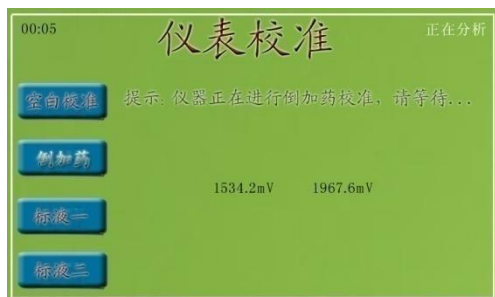 00:05
仪表校准
正在分析
空白校准
提示: 仪器正在进行倒加药校准，请等待...
倒加药
1534.2mV 1967.6mV
标液一
标液二